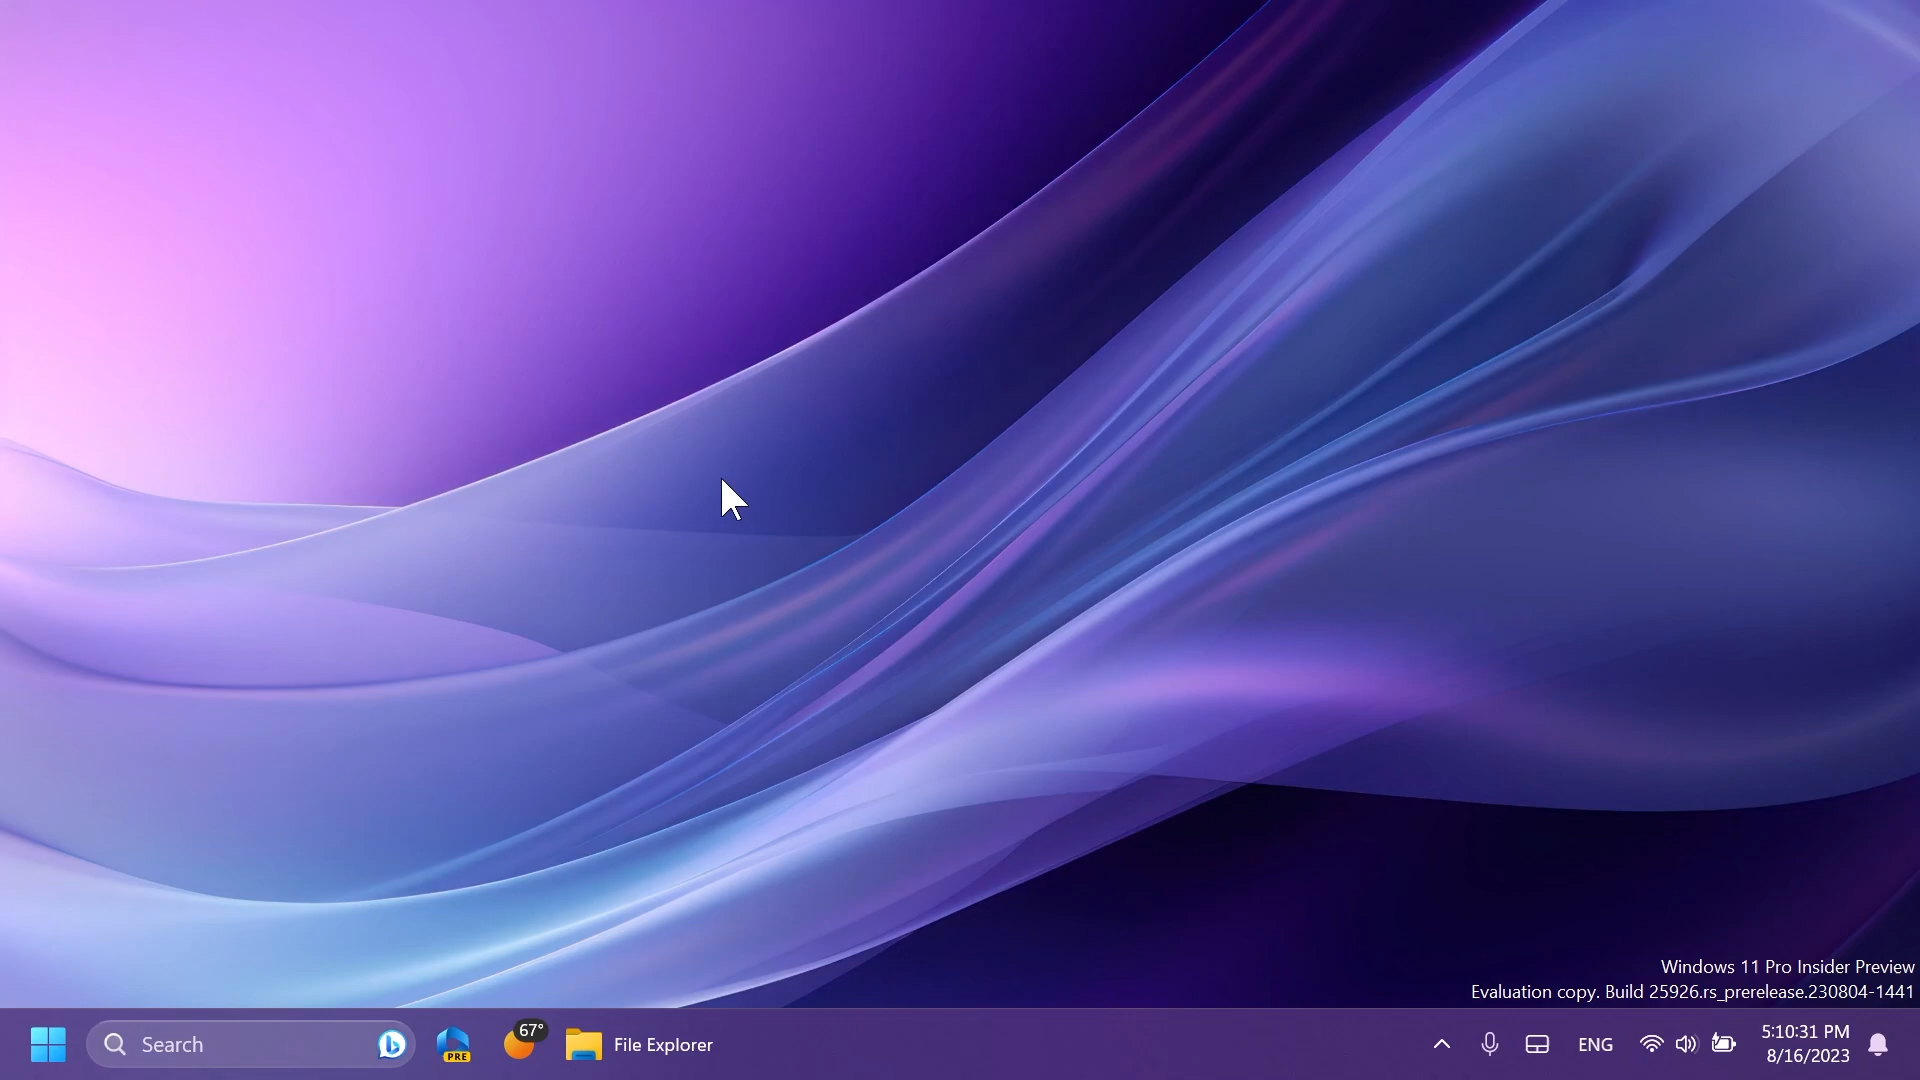 Windows 11 Pro Insider Preview
Evaluation copy. Build 25926.rs_prerelease.230804-1441
Search
PRE
67°
File Explorer
ENG
5:10:31 PM
8/16/2023